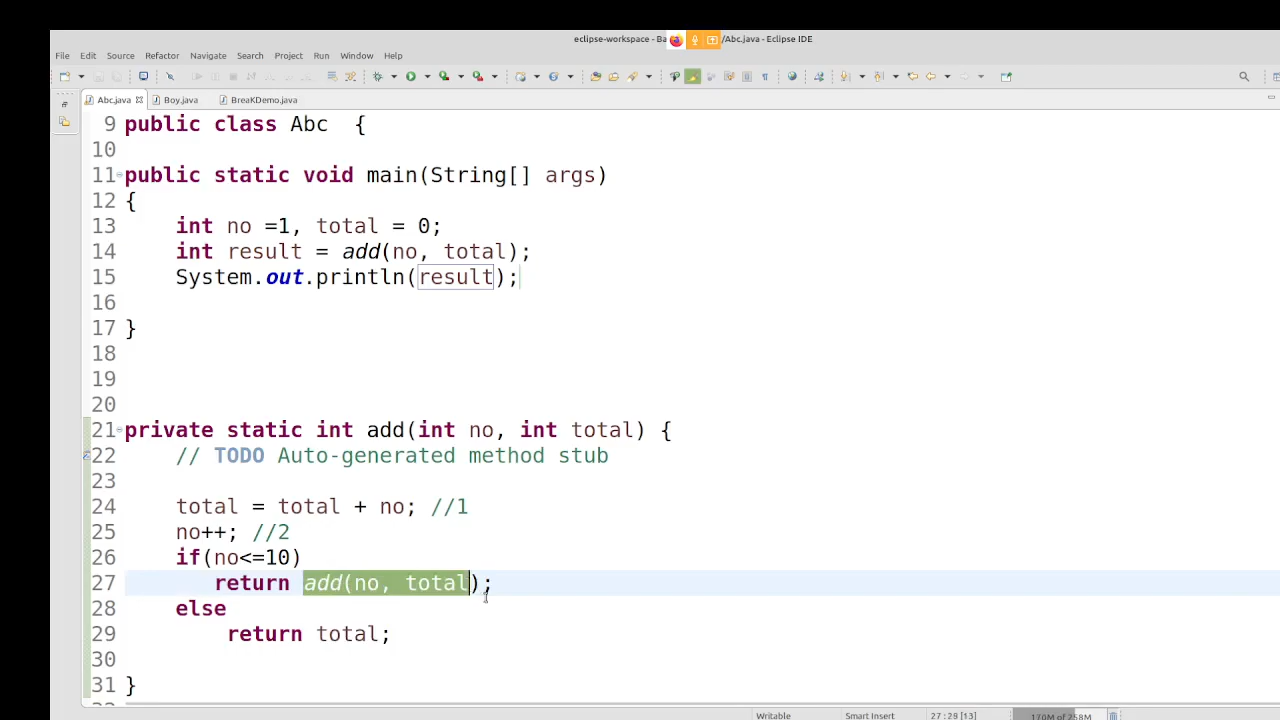 eclipse-workspace - Ba /Abc.java - Eclipse IDE
File Edit Source Refactor Navigate Search Project Run Window Help
Abc.java Boy.java BreaKDemo.java
9 public class Abc {
10
11 public static void main(String[] args)
12 {
13 int no =1, total = 0;
14 int result = add(no, total);
15 System.out.println(result);
16
17 }
18
19
20
21 private static int add(int no, int total) {
22 // TODO Auto-generated method stub
23
24 total = total + no; //1
25 no++; //2
26 if(no<=10)
27 return add(no, total);
28 else
29 return total;
30
31 }
Writable Smart Insert 27 : 29 [13] 170M of 258M